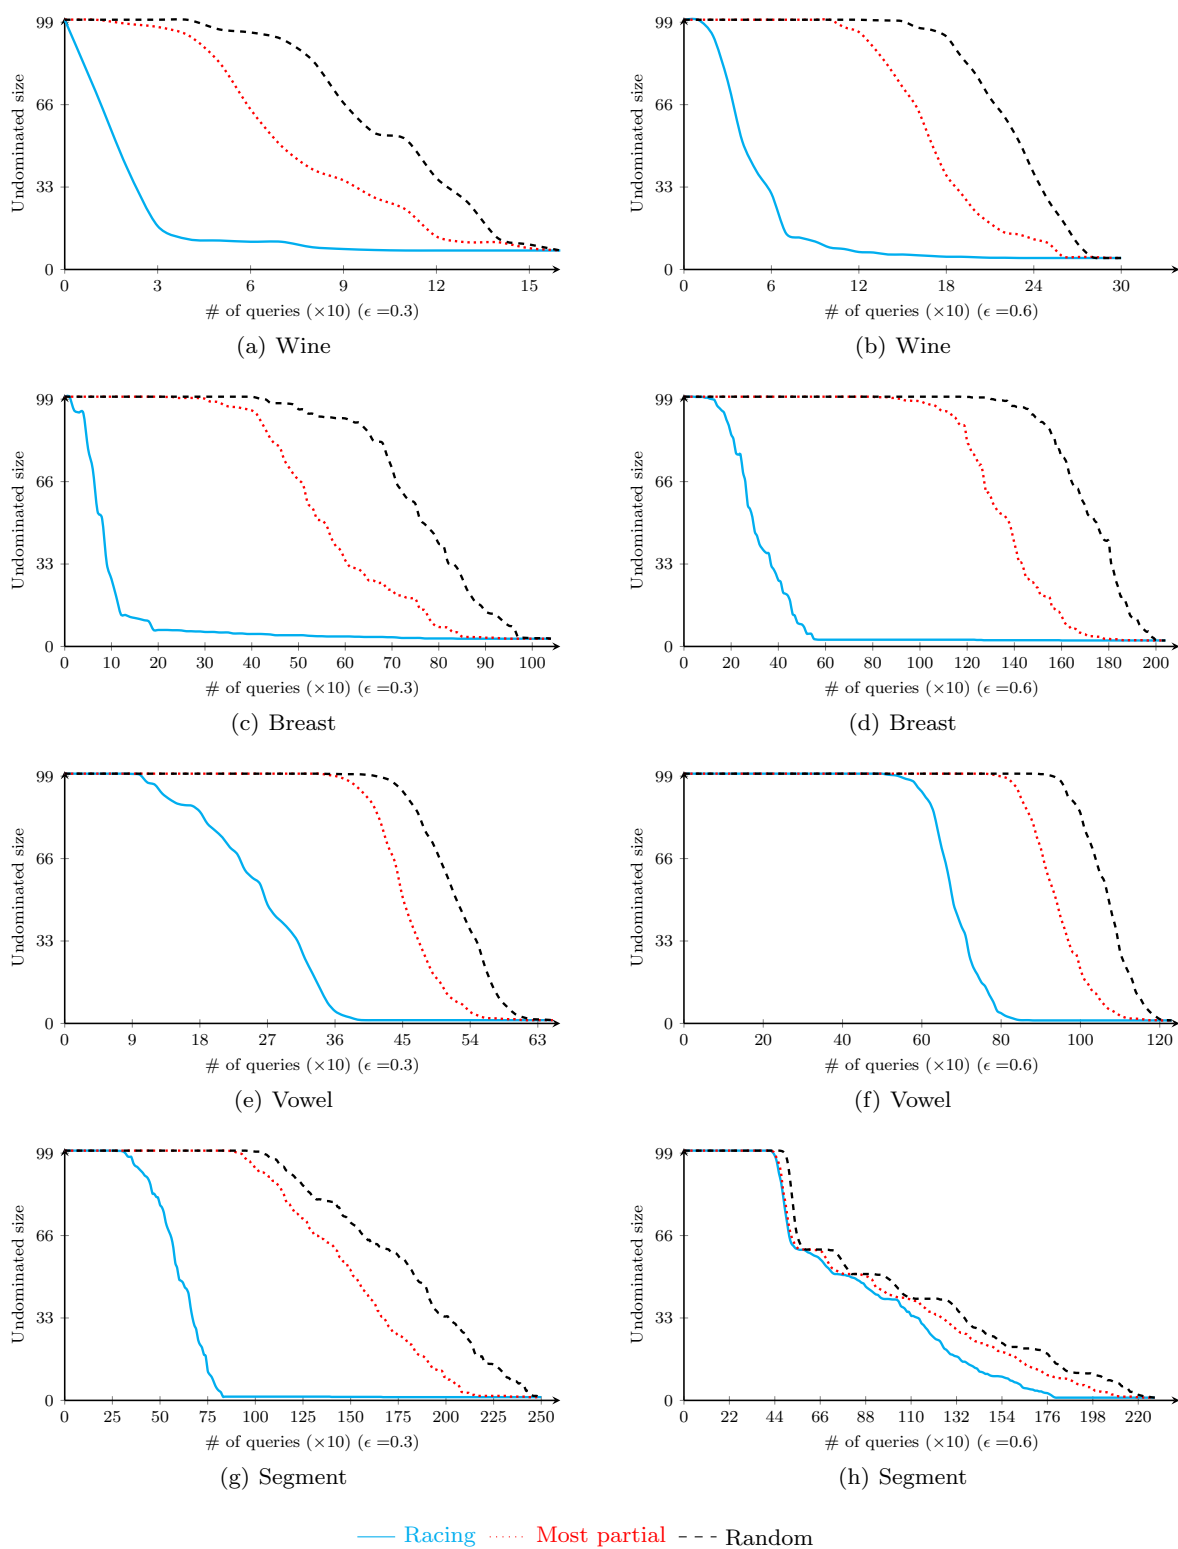 99
66
33
0
Undominated size
0 3 6 9 12 15
# of queries (×10) (ϵ =0.3)
(a) Wine
99
66
33
0
Undominated size
0 6 12 18 24 30
# of queries (×10) (ϵ =0.6)
(b) Wine
99
66
33
0
Undominated size
0 10 20 30 40 50 60 70 80 90 100
# of queries (×10) (ϵ =0.3)
(c) Breast
99
66
33
0
Undominated size
0 20 40 60 80 100 120 140 160 180 200
# of queries (×10) (ϵ =0.6)
(d) Breast
99
66
33
0
Undominated size
0 9 18 27 36 45 54 63
# of queries (×10) (ϵ =0.3)
(e) Vowel
99
66
33
0
Undominated size
0 20 40 60 80 100 120
# of queries (×10) (ϵ =0.6)
(f) Vowel
99
66
33
0
Undominated size
0 25 50 75 100 125 150 175 200 225 250
# of queries (×10) (ϵ =0.3)
(g) Segment
99
66
33
0
Undominated size
0 22 44 66 88 110 132 154 176 198 220
# of queries (×10) (ϵ =0.6)
(h) Segment
Racing Most partial Random